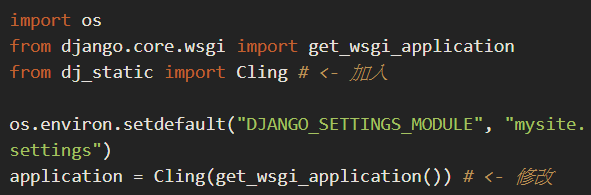 import os
from django.core.wsgi import get_wsgi_application
from dj_static import Cling # <- 加入
os.environ.setdefault("DJANGO_SETTINGS_MODULE", "mysite.
settings")
application = Cling(get_wsgi_application()) # <- 修改